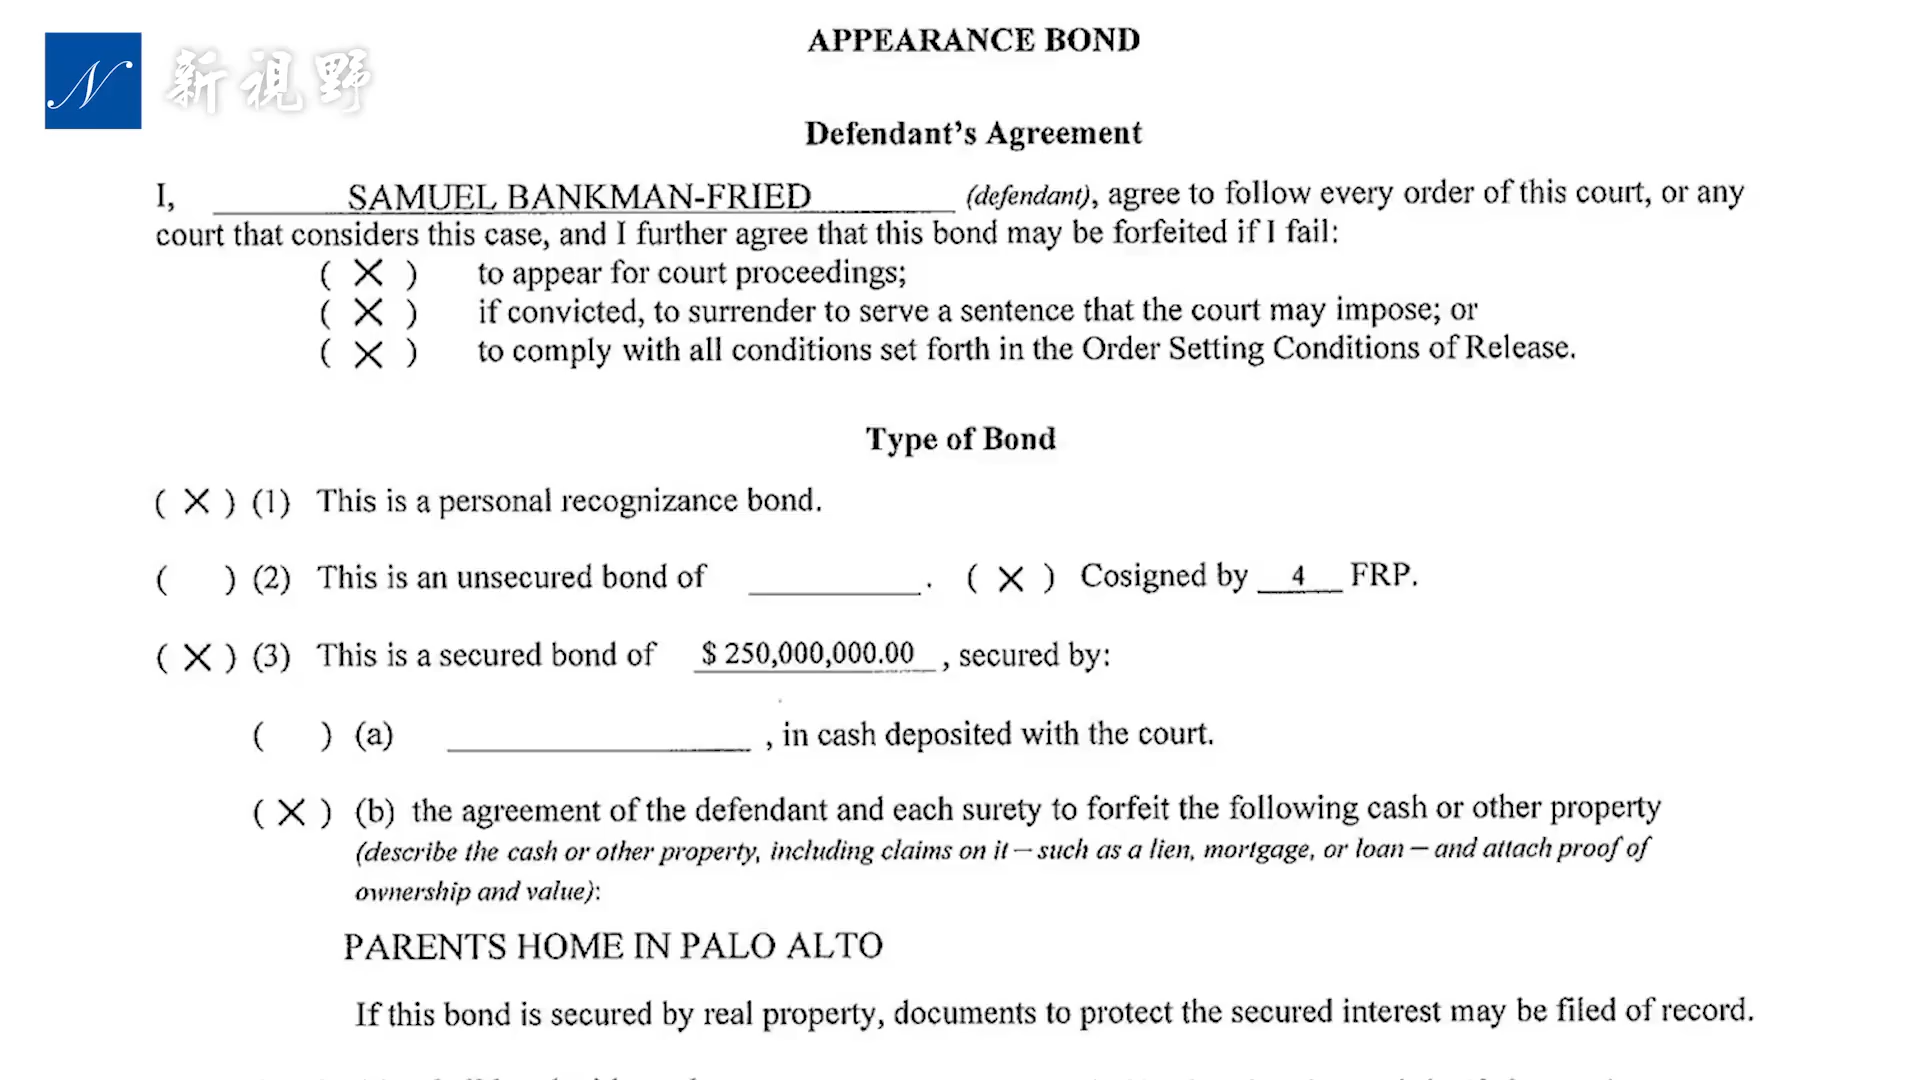 APPEARANCE BOND
N 新視野
Defendant's Agreement
I, SAMUEL BANKMAN-FRIED (defendant), agree to follow every order of this court, or any
court that considers this case, and I further agree that this bond may be forfeited if I fail:
( X ) to appear for court proceedings;
( X ) if convicted, to surrender to serve a sentence that the court may impose; or
( X ) to comply with all conditions set forth in the Order Setting Conditions of Release.
Type of Bond
( X ) (1) This is a personal recognizance bond.
( ) (2) This is an unsecured bond of ________. ( X ) Cosigned by 4 FRP.
( X ) (3) This is a secured bond of $ 250,000,000.00 , secured by:
( ) (a) ________ , in cash deposited with the court.
( X ) (b) the agreement of the defendant and each surety to forfeit the following cash or other property
(describe the cash or other property, including claims on it – such as a lien, mortgage, or loan – and attach proof of
ownership and value):
PARENTS HOME IN PALO ALTO
If this bond is secured by real property, documents to protect the secured interest may be filed of record.